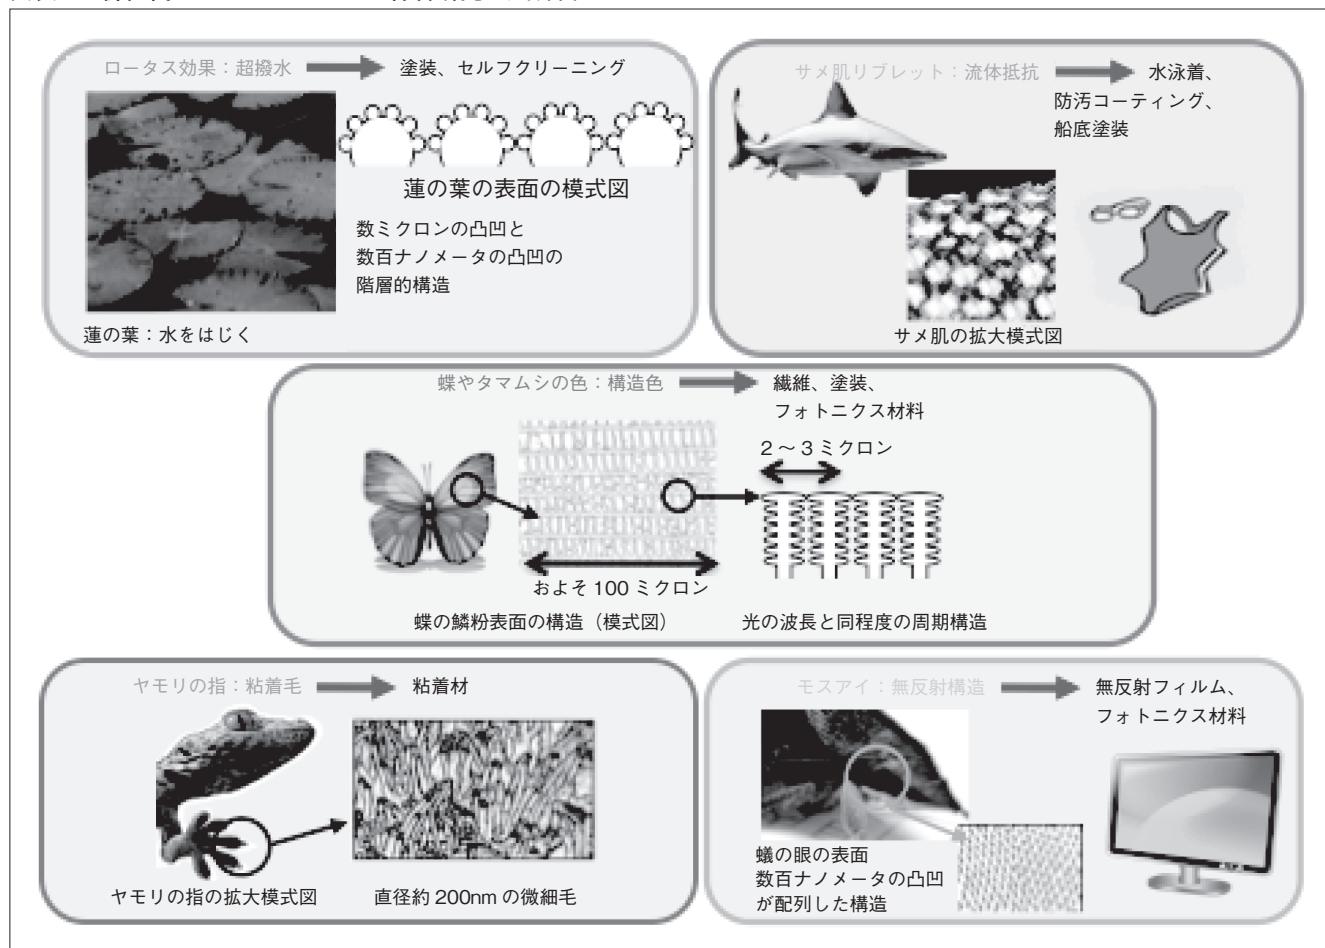 ロータス効果：超撥水
塗装、セルフクリーニング
蓮の葉の表面の模式図
数ミクロンの凸凹と
数百ナノメータの凸凹の
階層的構造
蓮の葉：水をはじく
サメ肌リブレット：流体抵抗
水泳着、
防汚コーティング、
船底塗装
サメ肌の拡大模式図
蝶やタマムシの色：構造色
繊維、塗装、
フォトニクス材料
2～3ミクロン
およそ100ミクロン
蝶の鱗粉表面の構造（模式図）
光の波長と同程度の周期構造
ヤモリの指：粘着毛
粘着材
ヤモリの指の拡大模式図
直径約200nmの微細毛
モスアイ：無反射構造
無反射フィルム、
フォトニクス材料
蟻の眼の表面
数百ナノメータの凸凹
が配列した構造